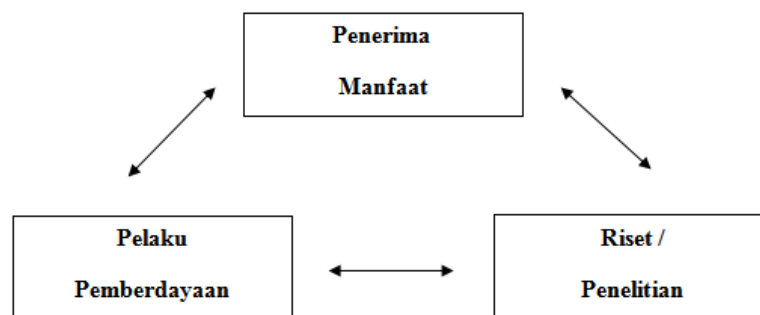 Penerima
Manfaat
Pelaku
Pemberdayaan
Riset /
Penelitian